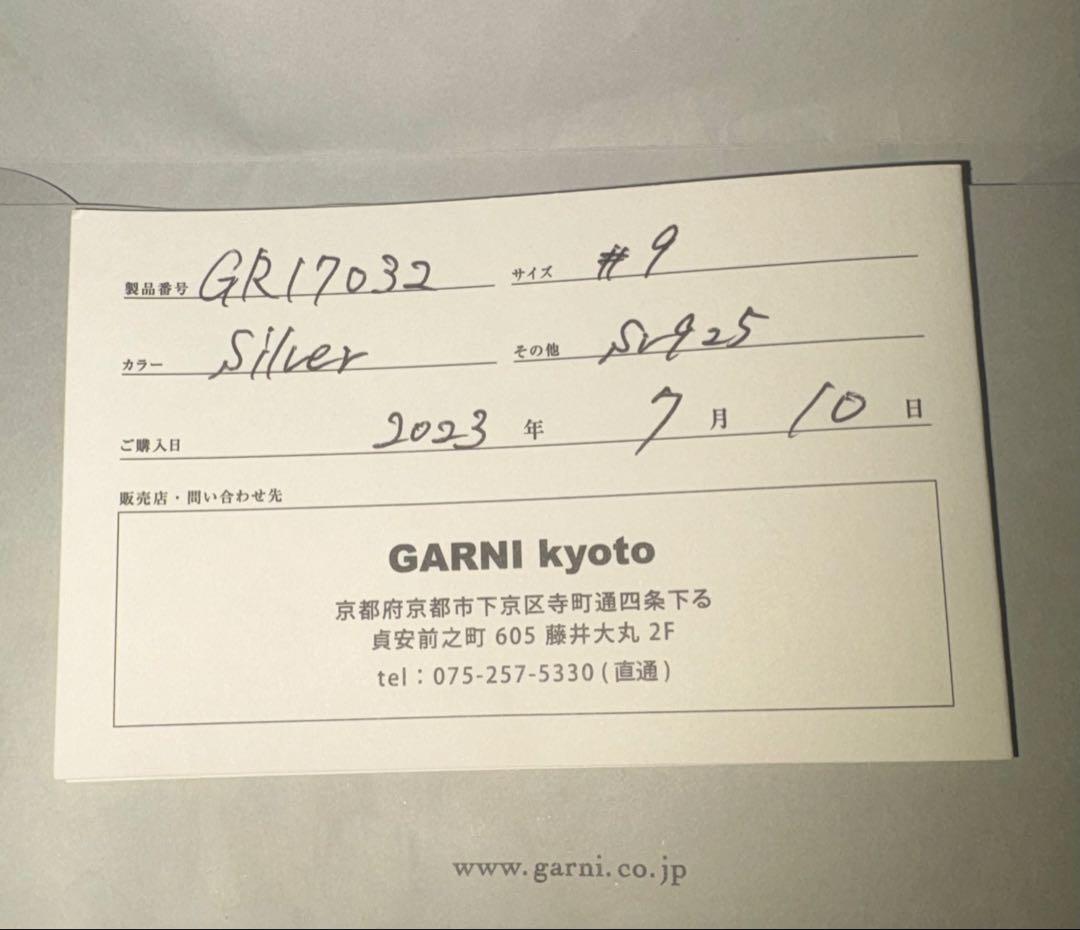 製品番号 GR17032 サイズ #9
カラー Silver その他 Sv925
ご購入日 2023 年 7 月 10 日
販売店・問い合わせ先
GARNI kyoto
京都府京都市下京区寺町通四条下る
貞安前之町 605 藤井大丸 2F
tel：075-257-5330 (直通)
www.garni.co.jp